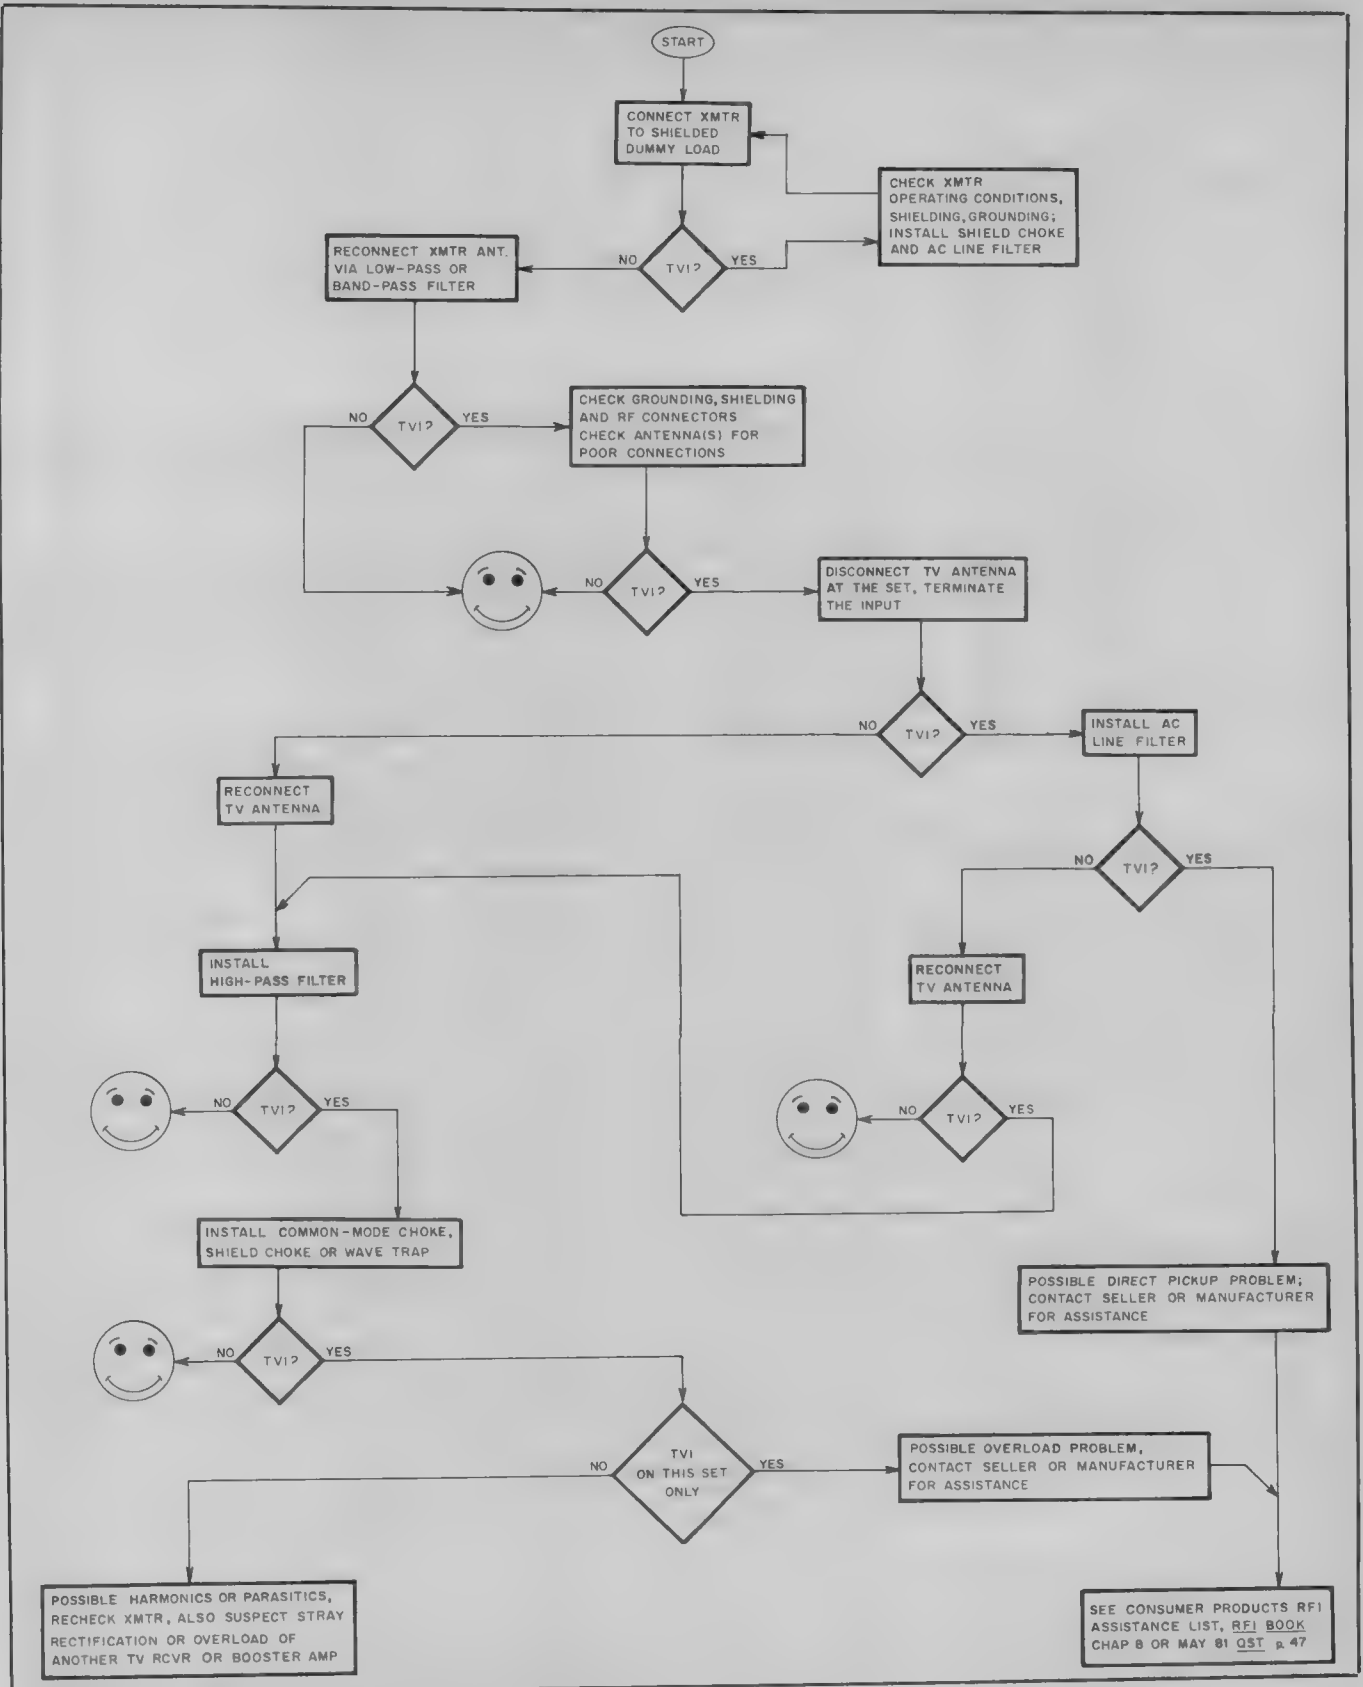 START
CONNECT XMTR
TO SHIELDED
DUMMY LOAD
CHECK XMTR
OPERATING CONDITIONS,
SHIELDING, GROUNDING;
INSTALL SHIELD CHOKE
AND AC LINE FILTER
RECONNECT XMTR ANT.
VIA LOW-PASS OR
BAND-PASS FILTER
NO
TVI?
YES
NO
TVI?
YES
CHECK GROUNDING, SHIELDING
AND RF CONNECTORS
CHECK ANTENNA(S) FOR
POOR CONNECTIONS
NO
TVI?
YES
DISCONNECT TV ANTENNA
AT THE SET, TERMINATE
THE INPUT
NO
TVI?
YES
INSTALL AC
LINE FILTER
RECONNECT
TV ANTENNA
NO
TVI?
YES
INSTALL
HIGH-PASS FILTER
RECONNECT
TV ANTENNA
NO
TVI?
YES
NO
TVI?
YES
INSTALL COMMON-MODE CHOKE,
SHIELD CHOKE OR WAVE TRAP
POSSIBLE DIRECT PICKUP PROBLEM;
CONTACT SELLER OR MANUFACTURER
FOR ASSISTANCE
NO
TVI?
YES
NO
TVI
ON THIS SET
ONLY
YES
POSSIBLE OVERLOAD PROBLEM,
CONTACT SELLER OR MANUFACTURER
FOR ASSISTANCE
POSSIBLE HARMONICS OR PARASITICS,
RECHECK XMTR, ALSO SUSPECT STRAY
RECTIFICATION OR OVERLOAD OF
ANOTHER TV RCVR OR BOOSTER AMP
SEE CONSUMER PRODUCTS RFI
ASSISTANCE LIST, RFI BOOK
CHAP 8 OR MAY 81 QST p. 47